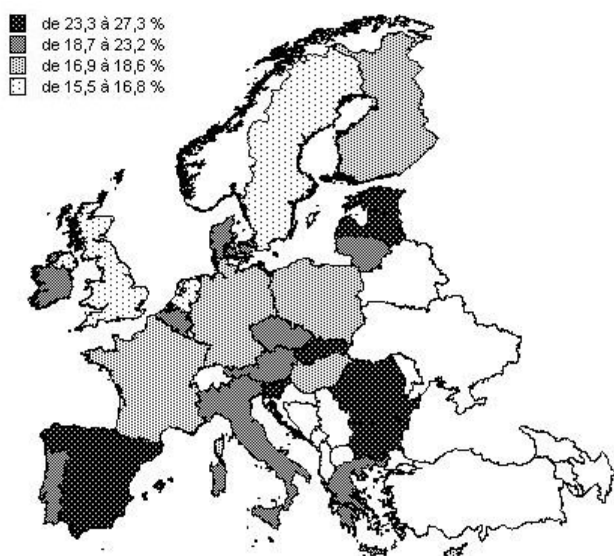 de 23,3 à 27,3 %
de 18,7 à 23,2 %
de 16,9 à 18,6 %
de 15,5 à 16,8 %